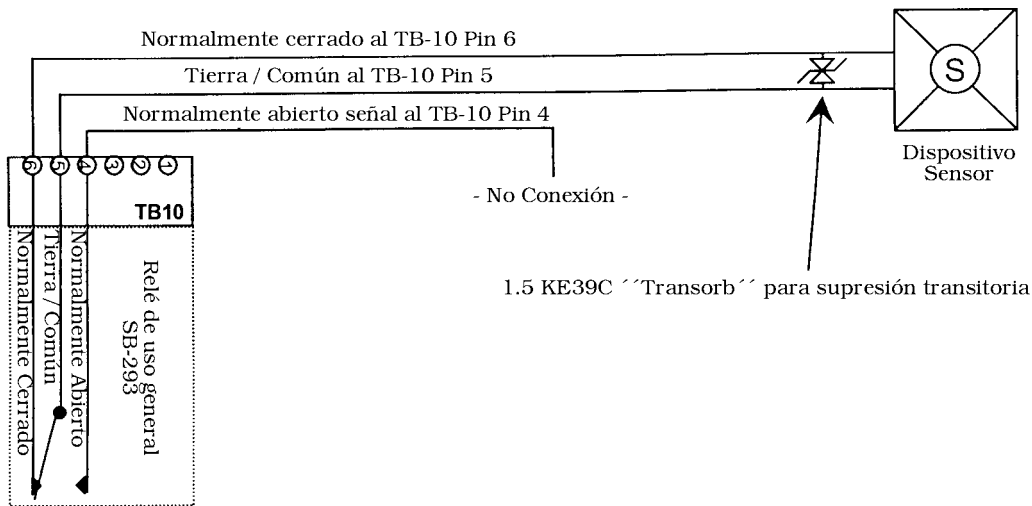 Normalmente cerrado al TB-10 Pin 6
Tierra / Común al TB-10 Pin 5
Normalmente abierto señal al TB-10 Pin 4
S
Dispositivo
Sensor
6 5 4 3 2 1
TB10
- No Conexión -
1.5 KE39C ´´Transorb´´ para supresión transitoria
Normalmente Cerrado
Tierra / Común
Normalmente Abierto
Relé de uso general
SB-293